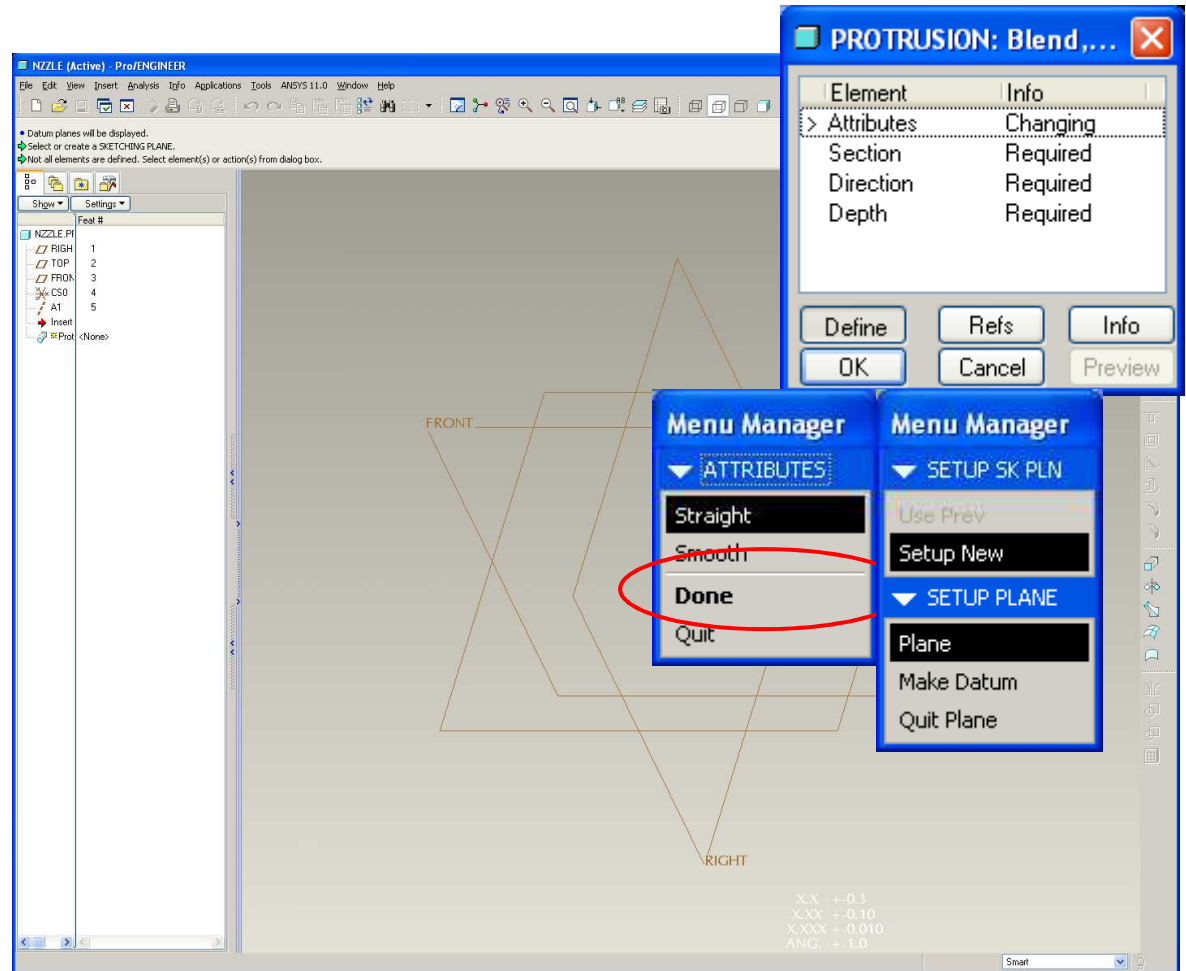 PROTRUSION: Blend,...
Element Info
> Attributes Changing
Section Required
Direction Required
Depth Required
Define Refs Info
OK Cancel Preview
NZZLE (Active) - Pro/ENGINEER
File Edit View Insert Analysis Info Applications Tools ANSYS 11.0 Window Help
Datum planes will be displayed.
Select or create a SKETCHING PLANE.
Not all elements are defined. Select element(s) or action(s) from dialog box.
Show Settings
Feat #
NZZLE.PF
RIGH 1
TOP 2
FRON 3
CS0 4
A1 5
Insert
Prot <None>
FRONT
RIGHT
Menu Manager
ATTRIBUTES
Straight
Smooth
Done
Quit
Menu Manager
SETUP SK PLN
Use Prev
Setup New
SETUP PLANE
Plane
Make Datum
Quit Plane
X.X +-0.3
X.XX +-0.10
X.XXX +-0.010
ANG. +-1.0
Smart